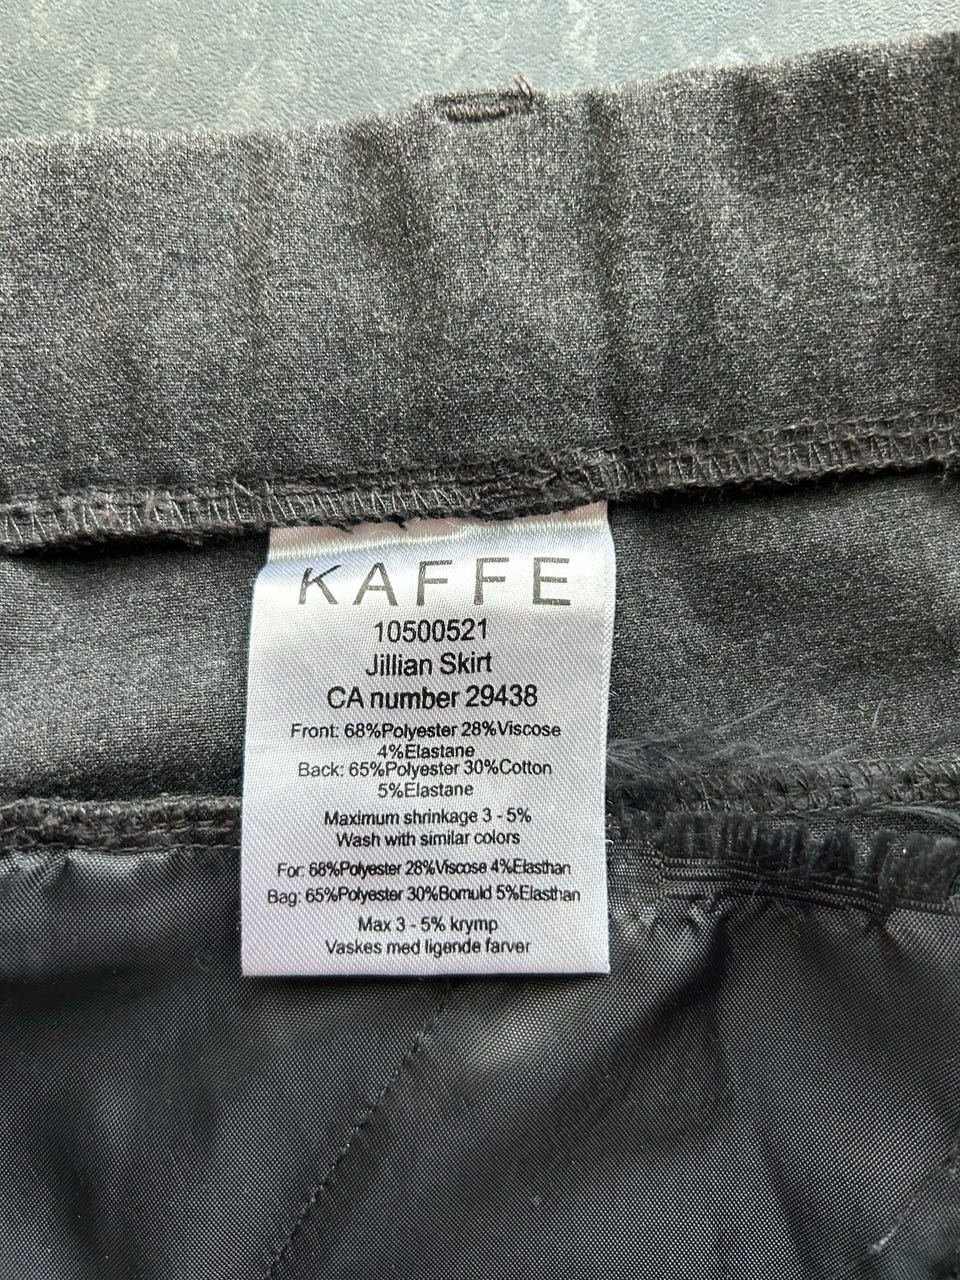 KAFFE
10500521
Jillian Skirt
CA number 29438
Front: 68%Polyester 28%Viscose
4%Elastane
Back: 65%Polyester 30%Cotton
5%Elastane
Maximum shrinkage 3 - 5%
Wash with similar colors
For: 68%Polyester 28%Viscose 4%Elasthan
Bag: 65%Polyester 30%Bomuld 5%Elasthan
Max 3 - 5% krymp
Vaskes med ligende farver